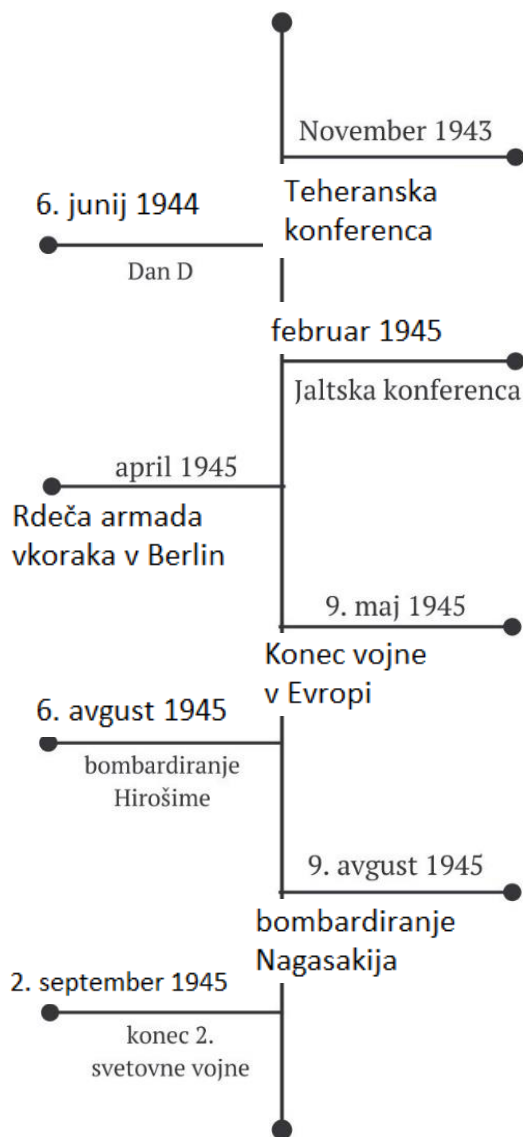 November 1943
Teheranska
konferenca
6. junij 1944
Dan D
februar 1945
Jaltska konferenca
april 1945
Rdeča armada
vkoraka v Berlin
9. maj 1945
Konec vojne
v Evropi
6. avgust 1945
bombardiranje
Hirošime
9. avgust 1945
bombardiranje
Nagasakija
2. september 1945
konec 2.
svetovne vojne